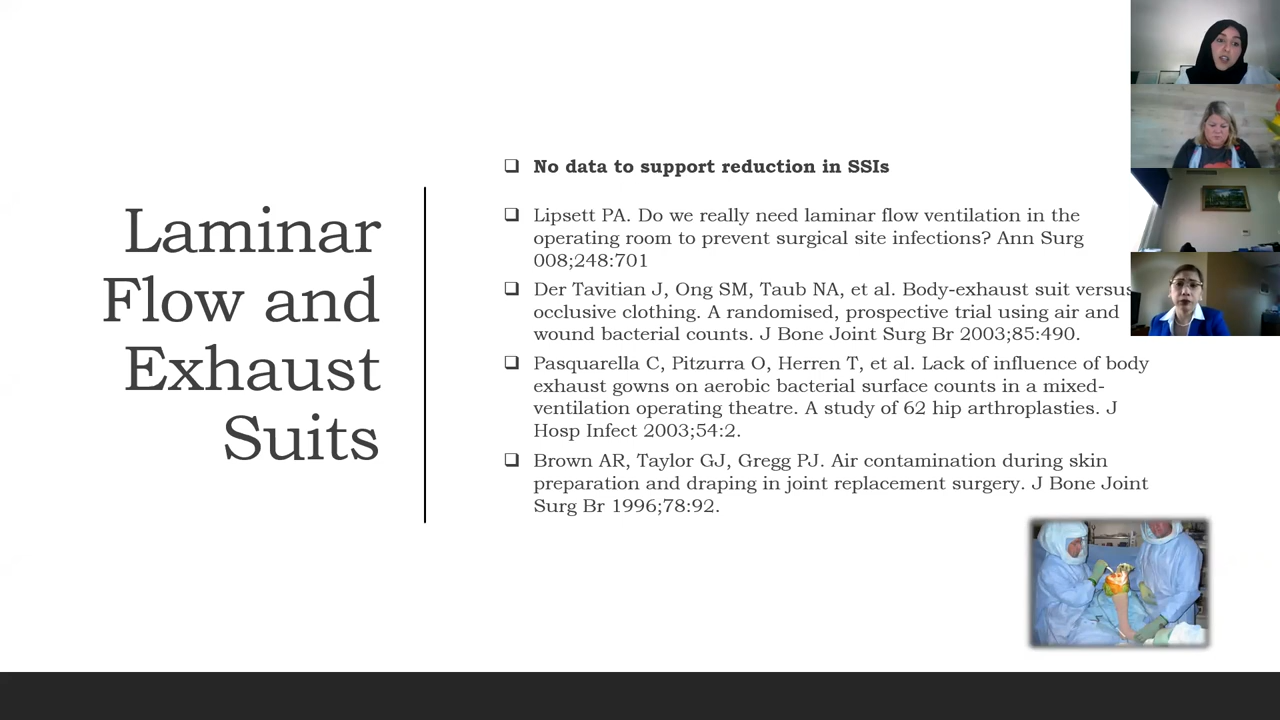 Laminar
Flow and
Exhaust
Suits
❑ No data to support reduction in SSIs
❑ Lipsett PA. Do we really need laminar flow ventilation in the
operating room to prevent surgical site infections? Ann Surg
008;248:701
❑ Der Tavitian J, Ong SM, Taub NA, et al. Body-exhaust suit versus
occlusive clothing. A randomised, prospective trial using air and
wound bacterial counts. J Bone Joint Surg Br 2003;85:490.
❑ Pasquarella C, Pitzurra O, Herren T, et al. Lack of influence of body
exhaust gowns on aerobic bacterial surface counts in a mixed-
ventilation operating theatre. A study of 62 hip arthroplasties. J
Hosp Infect 2003;54:2.
❑ Brown AR, Taylor GJ, Gregg PJ. Air contamination during skin
preparation and draping in joint replacement surgery. J Bone Joint
Surg Br 1996;78:92.